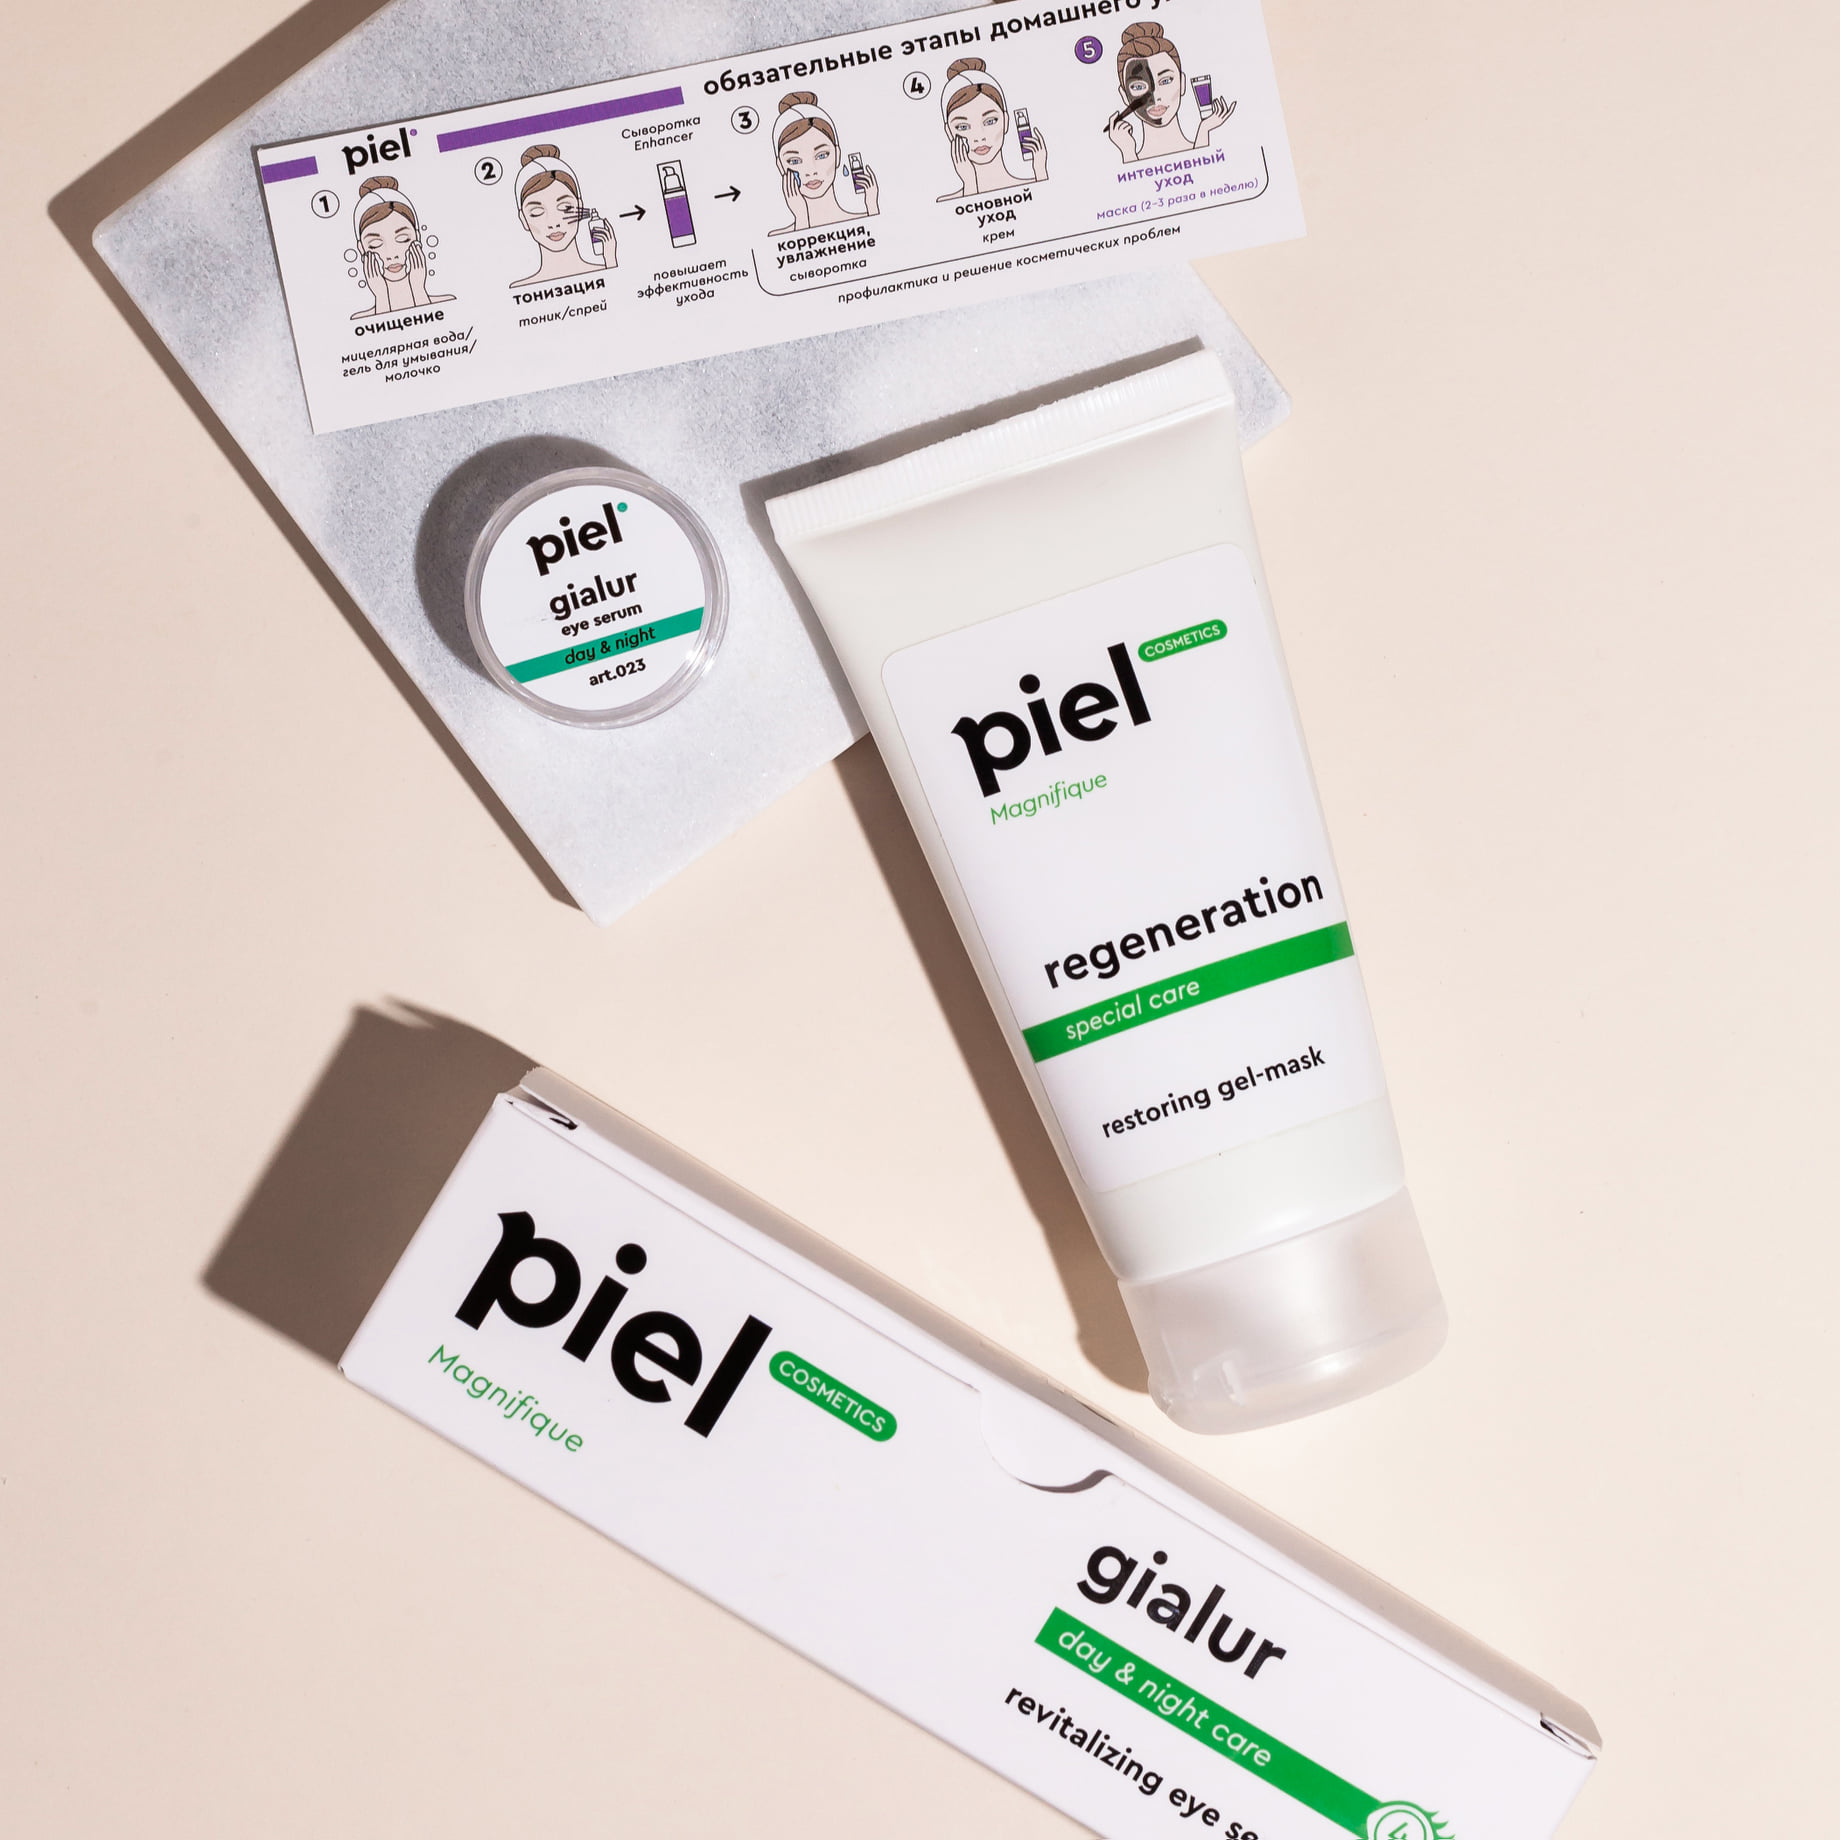 обязательные этапы домашнего
piel
1
очищение
мицеллярная вода/
гель для умывания/
молочко
2
тонизация
тоник/спрей
Сыворотка
Enhancer
повышает
эффективность
ухода
3
коррекция,
увлажнение
сыворотка
4
основной
уход
крем
5
интенсивный
уход
маска (2-3 раза в неделю)
профилактика и решение косметических проблем
piel
gialur
eye serum
day & night
art.023
piel COSMETICS
Magnifique
regeneration
special care
restoring gel-mask
piel COSMETICS
Magnifique
gialur
day & night care
revitalizing eye